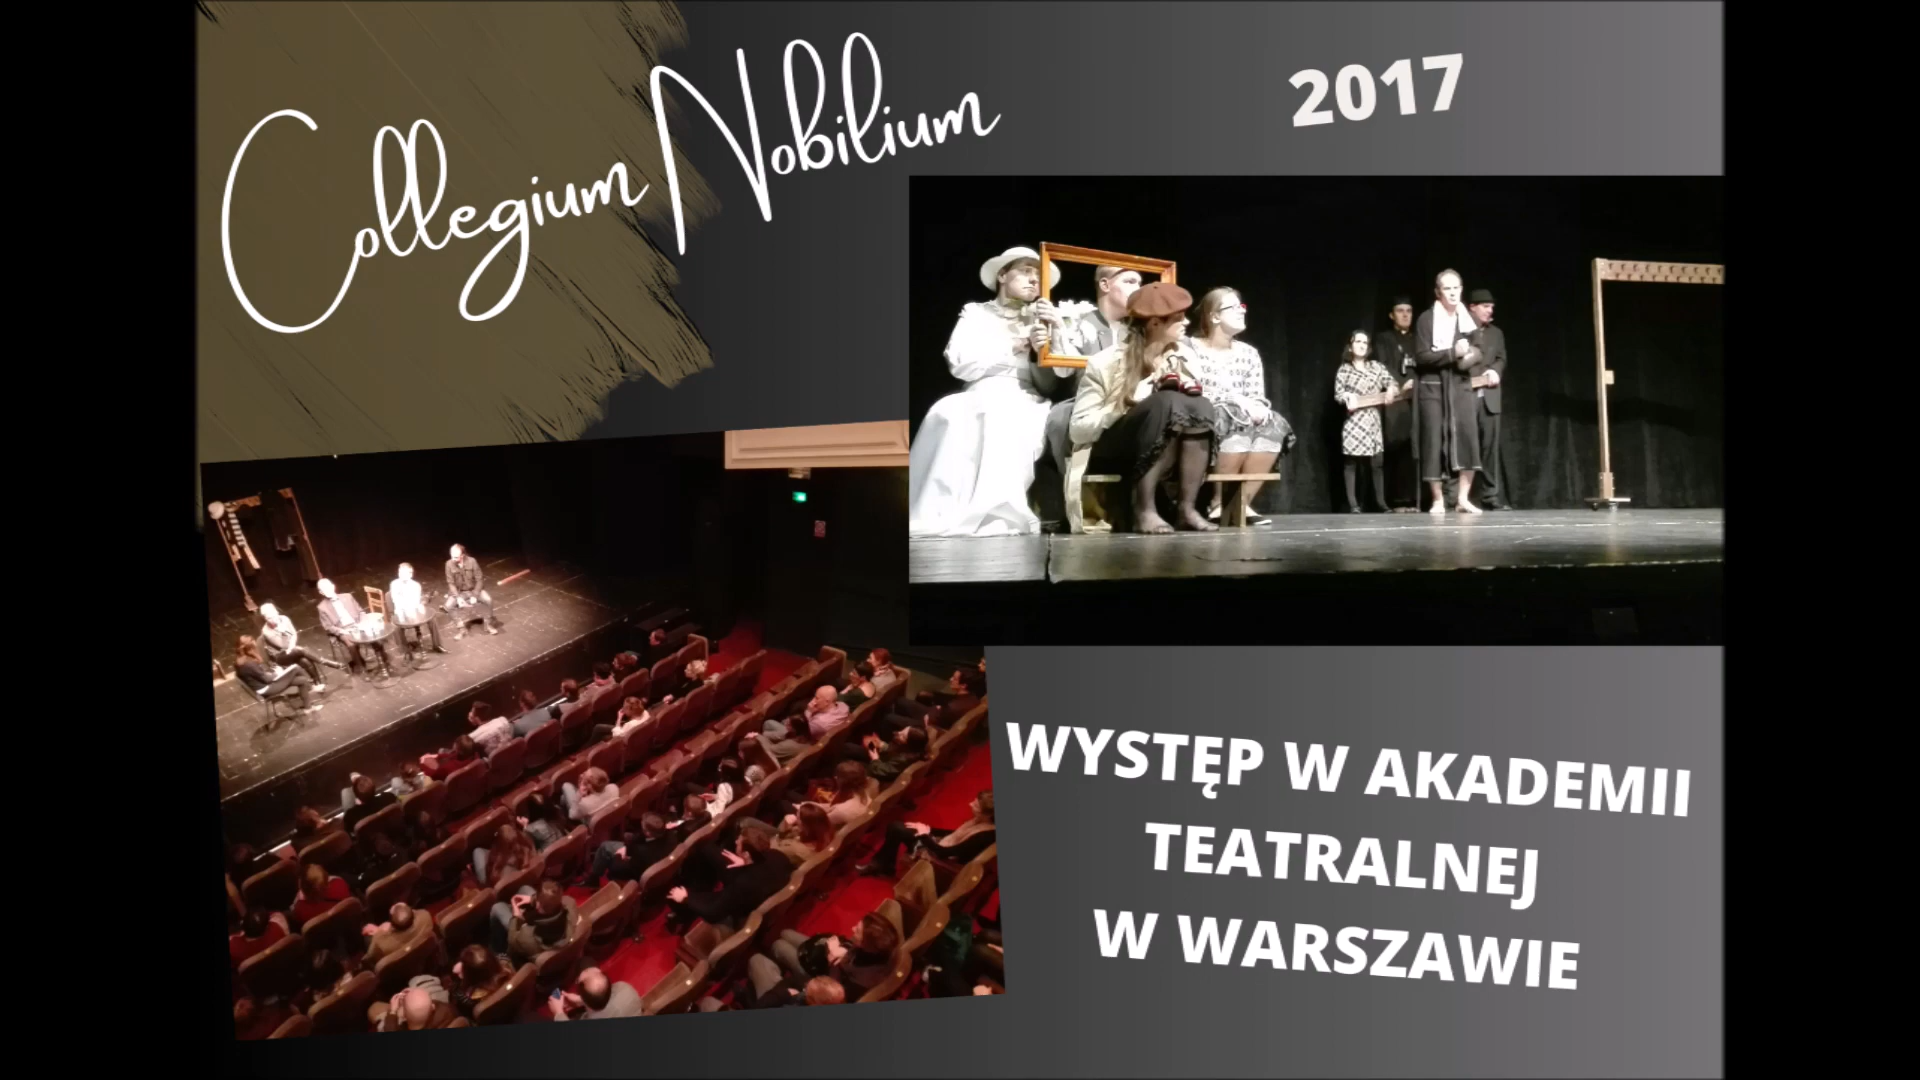 Collegium Nobilium
2017
WYSTĘP W AKADEMII
TEATRALNEJ
W WARSZAWIE